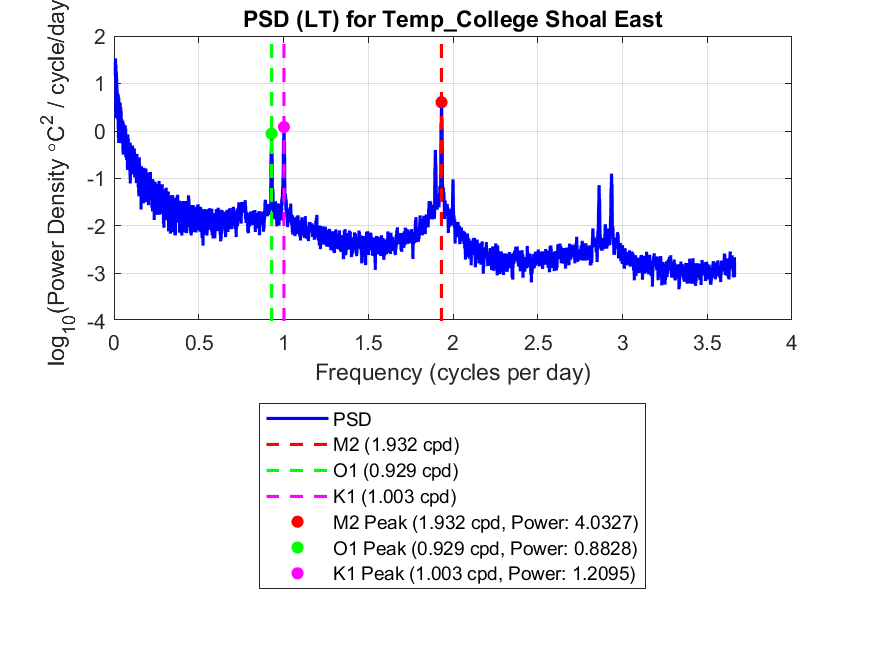 PSD (LT) for Temp_College Shoal East
log10(Power Density °C2 / cycle/day
2
1
0
-1
-2
-3
-4
0 0.5 1 1.5 2 2.5 3 3.5 4
Frequency (cycles per day)
PSD
M2 (1.932 cpd)
O1 (0.929 cpd)
K1 (1.003 cpd)
M2 Peak (1.932 cpd, Power: 4.0327)
O1 Peak (0.929 cpd, Power: 0.8828)
K1 Peak (1.003 cpd, Power: 1.2095)